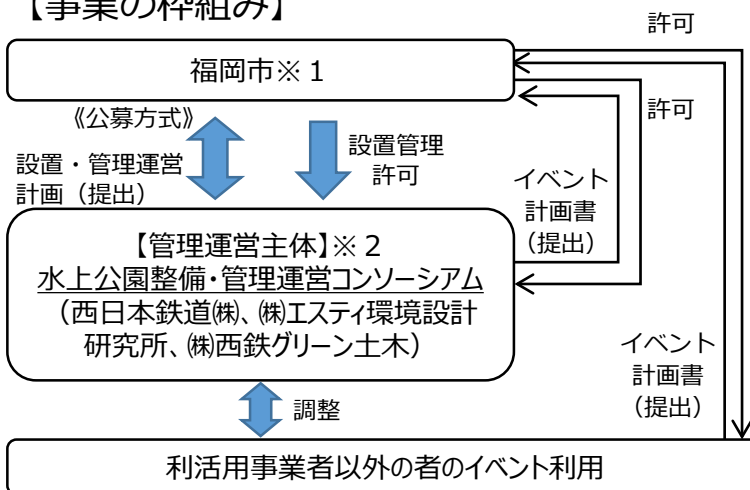 【事業の枠組み】
許可
福岡市※１
《公募方式》
許可
設置・管理運営
計画（提出）
設置管理
許可
イベント
計画書
（提出）
【管理運営主体】※２
水上公園整備・管理運営コンソーシアム
（西日本鉄道㈱、㈱エスティ環境設計
研究所、㈱西鉄グリーン土木）
イベント
計画書
（提出）
調整
利活用事業者以外の者のイベント利用